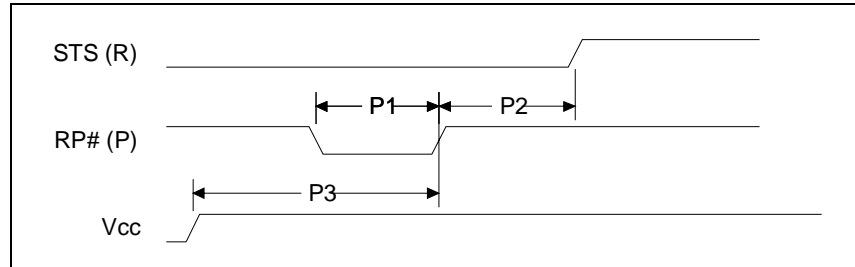 STS (R)
P1
P2
RP# (P)
P3
Vcc